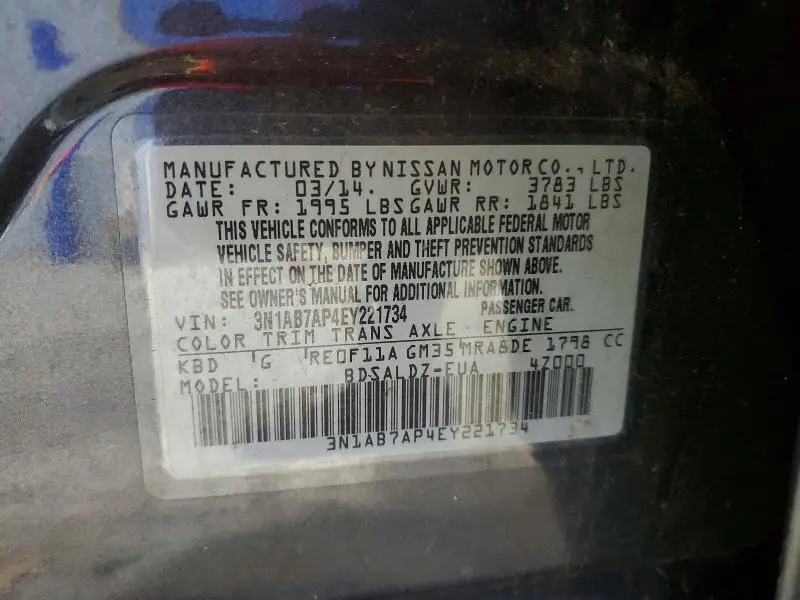 MANUFACTURED BY NISSAN MOTOR CO., LTD.
DATE: 03/14. GVWR: 3783 LBS
GAWR FR: 1995 LBS GAWR RR: 1841 LBS
THIS VEHICLE CONFORMS TO ALL APPLICABLE FEDERAL MOTOR
VEHICLE SAFETY, BUMPER AND THEFT PREVENTION STANDARDS
IN EFFECT ON THE DATE OF MANUFACTURE SHOWN ABOVE.
SEE OWNER'S MANUAL FOR ADDITIONAL INFORMATION.
VIN: 3N1AB7AP4EY221734 PASSENGER CAR.
COLOR TRIM TRANS AXLE ENGINE
KBD G RE0F11A GM35 MRA8DE 1798 CC
MODEL: BDSALDZ-EUA 4Z000
3N1AB7AP4EY221734